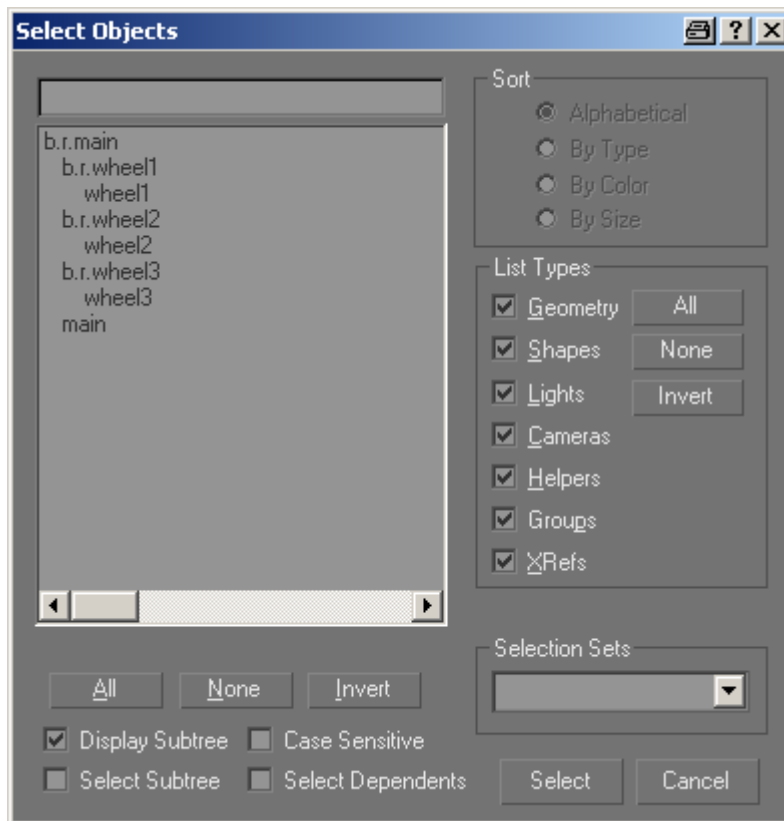 Select Objects
b.r.main
b.r.wheel1
wheel1
b.r.wheel2
wheel2
b.r.wheel3
wheel3
main
Sort
Alphabetical
By Type
By Color
By Size
List Types
Geometry
All
Shapes
None
Lights
Invert
Cameras
Helpers
Groups
XRefs
Selection Sets
All
None
Invert
Display Subtree
Case Sensitive
Select Subtree
Select Dependents
Select
Cancel